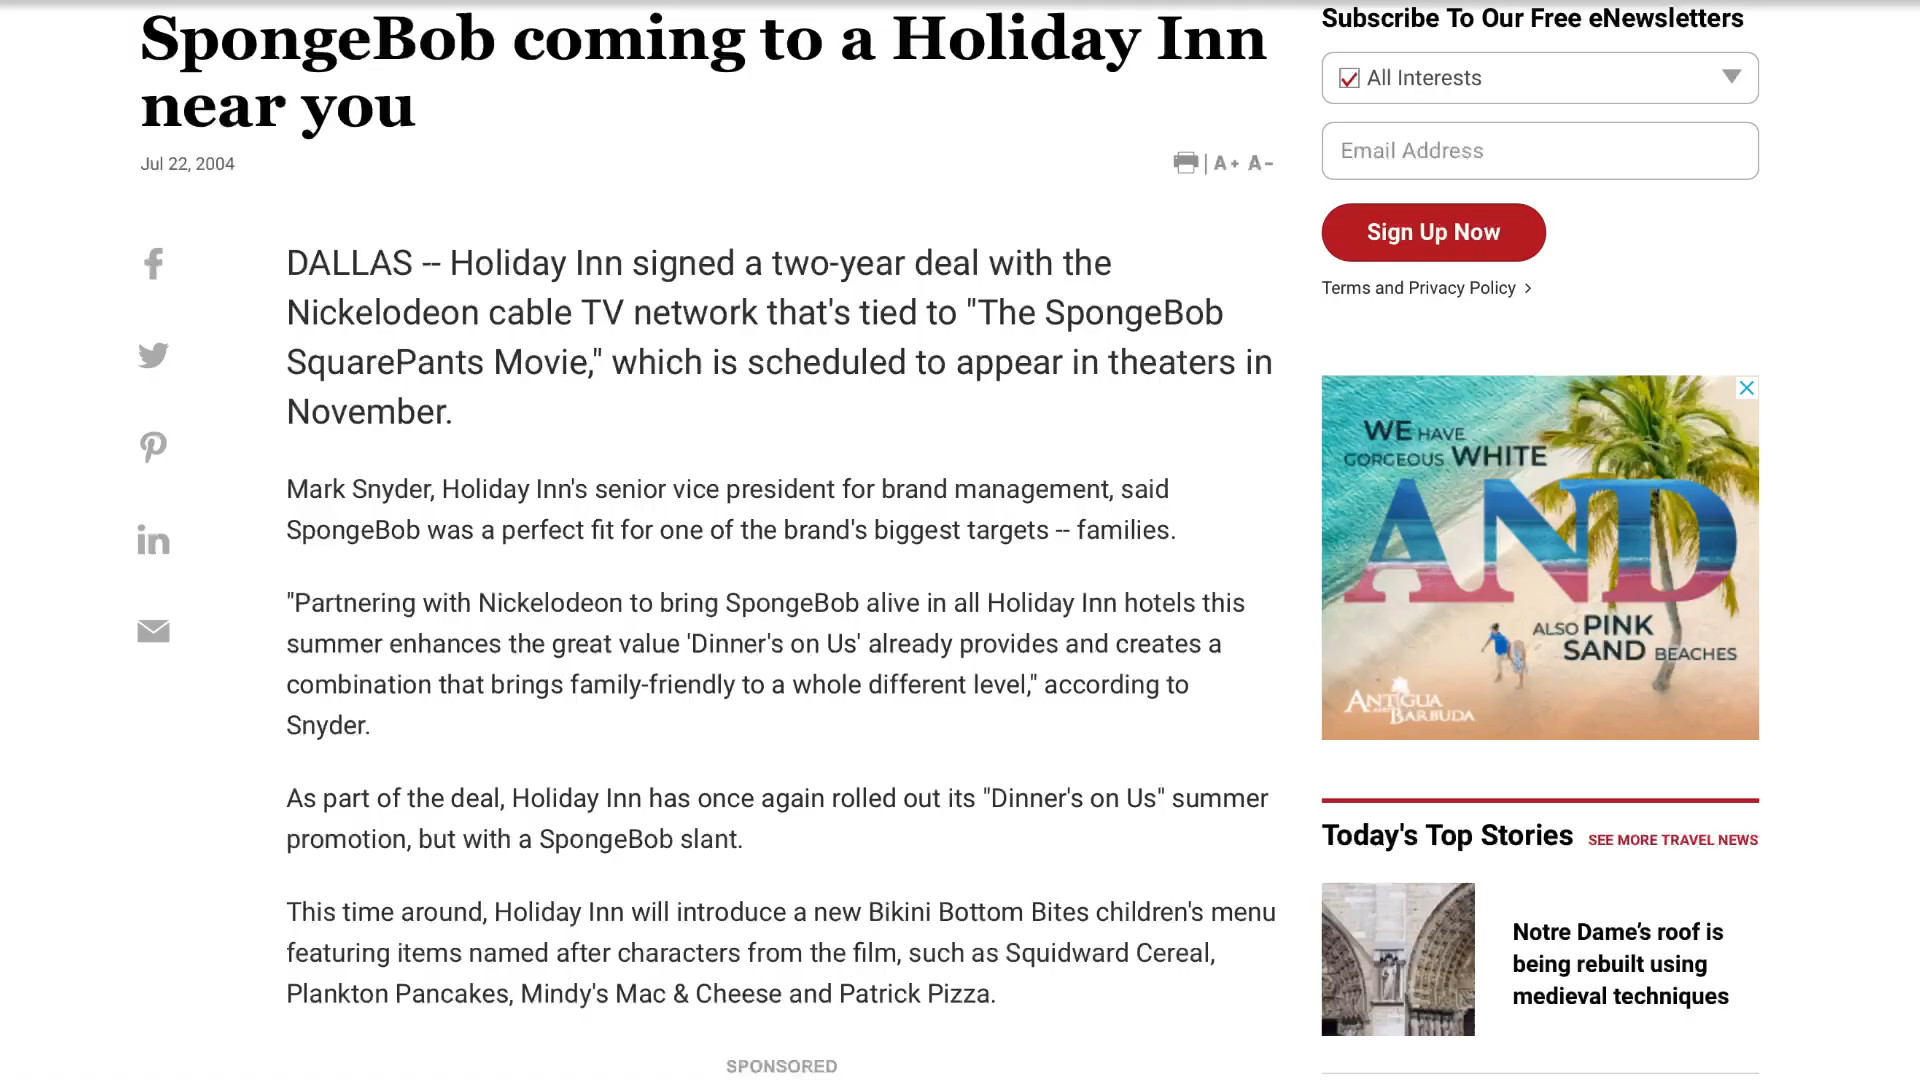 SpongeBob coming to a Holiday Inn
near you
Jul 22, 2004
A+ A-
DALLAS -- Holiday Inn signed a two-year deal with the
Nickelodeon cable TV network that's tied to "The SpongeBob
SquarePants Movie," which is scheduled to appear in theaters in
November.
Mark Snyder, Holiday Inn's senior vice president for brand management, said
SpongeBob was a perfect fit for one of the brand's biggest targets -- families.
"Partnering with Nickelodeon to bring SpongeBob alive in all Holiday Inn hotels this
summer enhances the great value 'Dinner's on Us' already provides and creates a
combination that brings family-friendly to a whole different level," according to
Snyder.
As part of the deal, Holiday Inn has once again rolled out its "Dinner's on Us" summer
promotion, but with a SpongeBob slant.
This time around, Holiday Inn will introduce a new Bikini Bottom Bites children's menu
featuring items named after characters from the film, such as Squidward Cereal,
Plankton Pancakes, Mindy's Mac & Cheese and Patrick Pizza.
SPONSORED
Subscribe To Our Free eNewsletters
All Interests
Email Address
Sign Up Now
Terms and Privacy Policy >
WE HAVE
GORGEOUS WHITE
AND
ALSO PINK
SAND BEACHES
ANTIGUA
AND
BARBUDA
Today's Top Stories SEE MORE TRAVEL NEWS
Notre Dame's roof is
being rebuilt using
medieval techniques